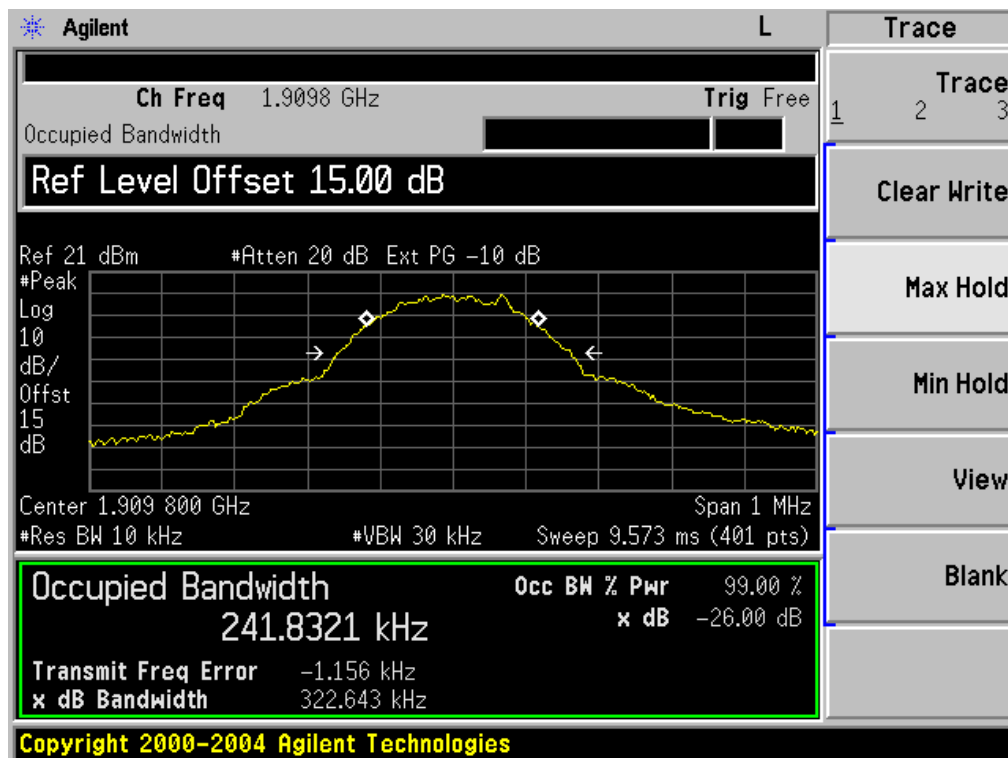 Agilent L Trace
Ch Freq 1.9098 GHz Trig Free
Occupied Bandwidth
Ref Level Offset 15.00 dB
Ref 21 dBm #Atten 20 dB Ext PG -10 dB
#Peak
Log
10
dB/
Offst
15
dB
Center 1.909 800 GHz Span 1 MHz
#Res BW 10 kHz #VBW 30 kHz Sweep 9.573 ms (401 pts)
Occupied Bandwidth Occ BW % Pwr 99.00 %
241.8321 kHz x dB -26.00 dB
Transmit Freq Error -1.156 kHz
x dB Bandwidth 322.643 kHz
Copyright 2000-2004 Agilent Technologies
Trace
1 2 3
Clear Write
Max Hold
Min Hold
View
Blank